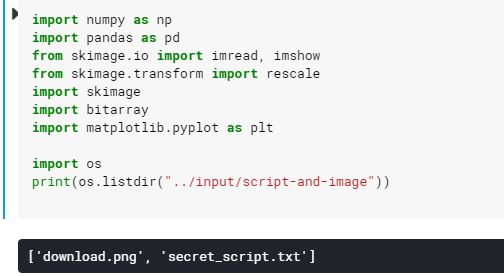 import numpy as np
import pandas as pd
from skimage.io import imread, imshow
from skimage.transform import rescale
import skimage
import bitarray
import matplotlib.pyplot as plt
import os
print(os.listdir("../input/script-and-image"))
['download.png', 'secret_script.txt']